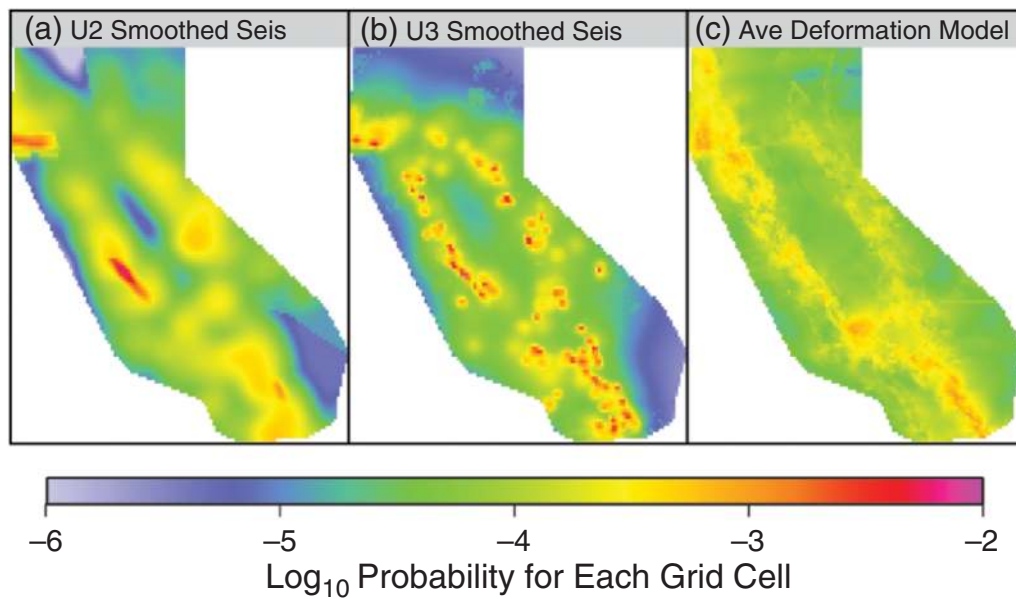 (a) U2 Smoothed Seis
(b) U3 Smoothed Seis
(c) Ave Deformation Model
–6 –5 –4 –3 –2
Log₁₀ Probability for Each Grid Cell